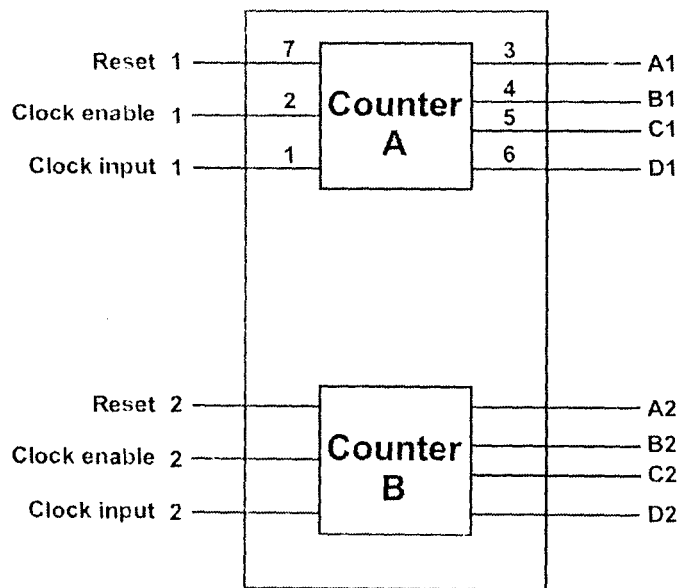 Reset 1 7 3 A1
Clock enable 1 2 Counter A 4 B1
5 C1
Clock input 1 1 6 D1
Reset 2 A2
Clock enable 2 Counter B B2
C2
Clock input 2 D2